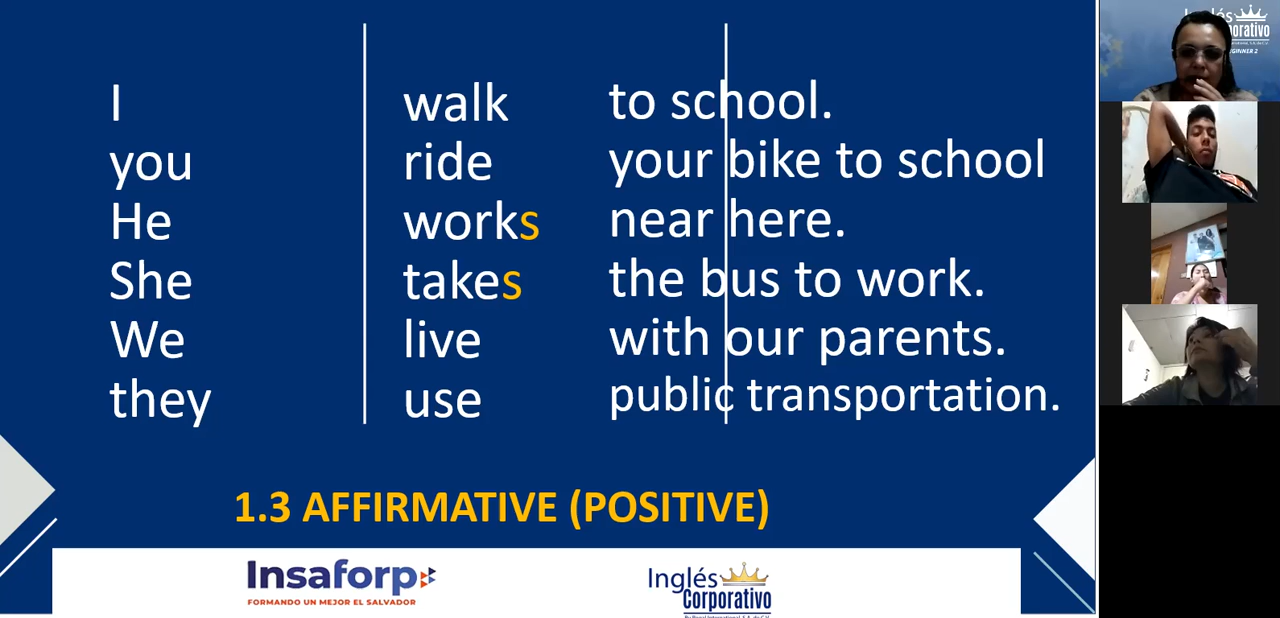 I walk to school.
you ride your bike to school
He works near here.
She takes the bus to work.
We live with our parents.
they use public transportation.
1.3 AFFIRMATIVE (POSITIVE)
Insaforp
FORMANDO UN MEJOR EL SALVADOR
Inglés
Corporativo